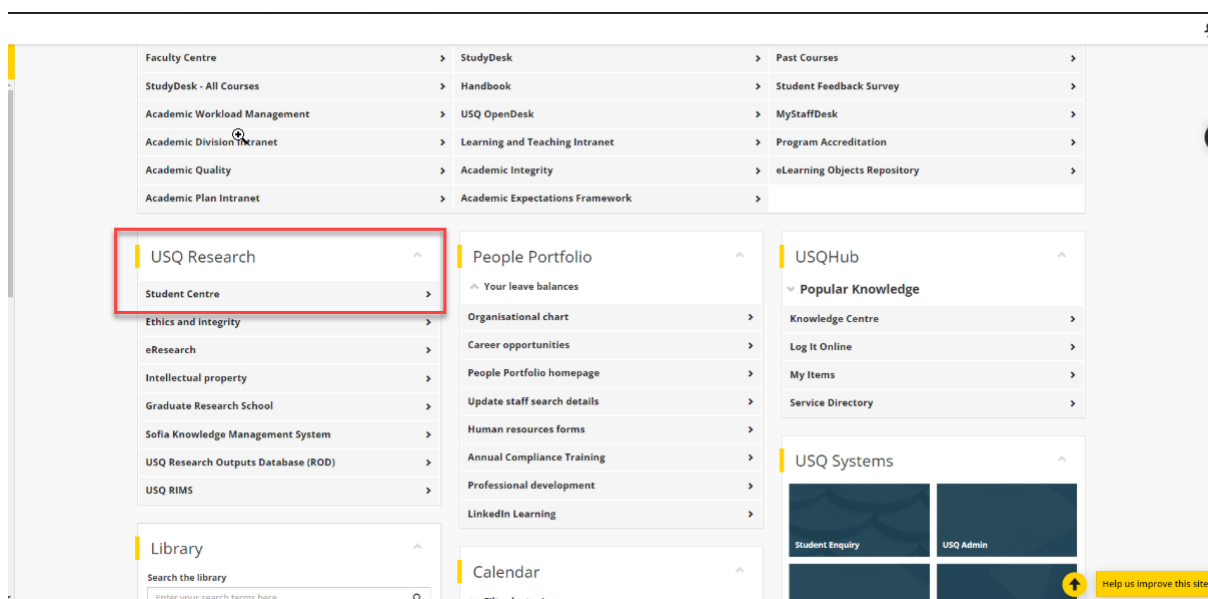 Faculty Centre
StudyDesk
Past Courses
StudyDesk - All Courses
Handbook
Student Feedback Survey
Academic Workload Management
USQ OpenDesk
MyStaffDesk
Academic Division Intranet
Learning and Teaching Intranet
Program Accreditation
Academic Quality
Academic Integrity
eLearning Objects Repository
Academic Plan Intranet
Academic Expectations Framework
USQ Research
Student Centre
Ethics and integrity
eResearch
Intellectual property
Graduate Research School
Sofia Knowledge Management System
USQ Research Outputs Database (ROD)
USQ RIMS
Library
Search the library
Enter your search terms here
People Portfolio
Your leave balances
Organisational chart
Career opportunities
People Portfolio homepage
Update staff search details
Human resources forms
Annual Compliance Training
Professional development
LinkedIn Learning
Calendar
USQHub
Popular Knowledge
Knowledge Centre
Log It Online
My Items
Service Directory
USQ Systems
Student Enquiry
USQ Admin
Help us improve this site